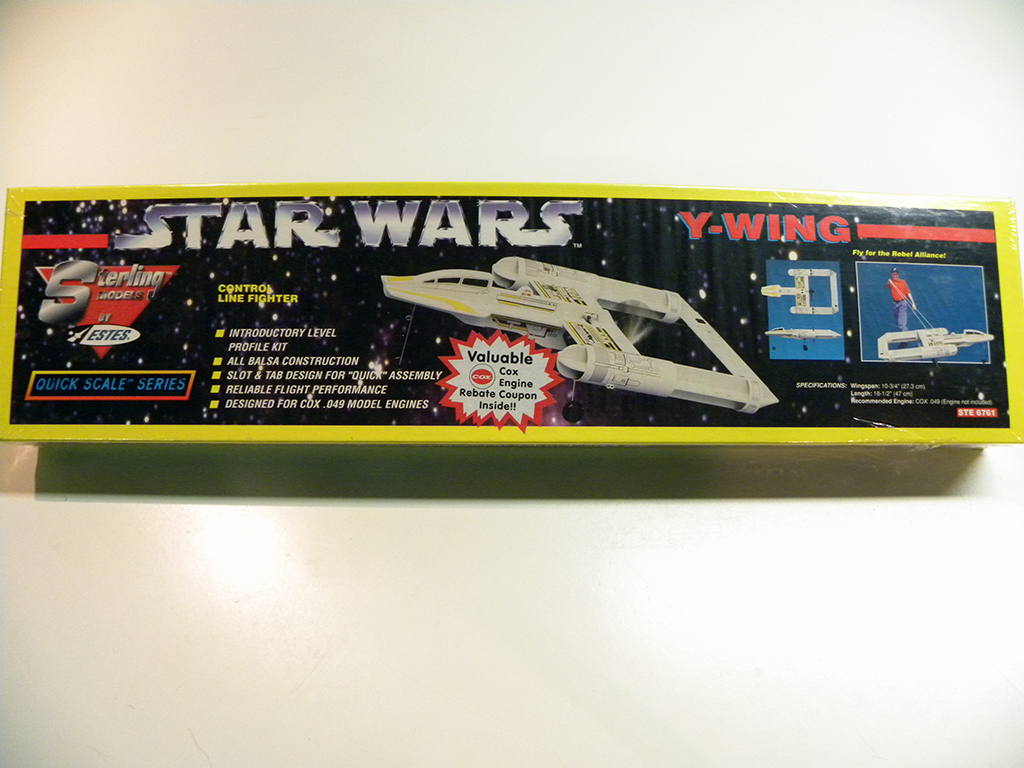 STAR WARS™
Y-WING
Fly for the Rebel Alliance!
Sterling
MODELS
BY
ESTES.
CONTROL
LINE FIGHTER
INTRODUCTORY LEVEL
PROFILE KIT
ALL BALSA CONSTRUCTION
SLOT & TAB DESIGN FOR "QUICK" ASSEMBLY
RELIABLE FLIGHT PERFORMANCE
DESIGNED FOR COX .049 MODEL ENGINES
QUICK SCALE™ SERIES
Valuable
COX Cox
Engine
Rebate Coupon
Inside!!
SPECIFICATIONS: Wingspan: 10-3/4" (27.3 cm)
Length: 18-1/2" (47 cm)
Recommended Engine: COX .049 (Engine not included)
STE 6761